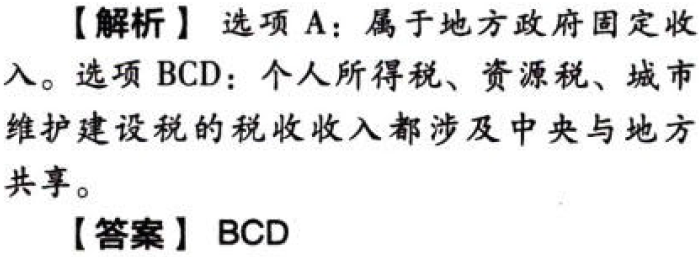 【解析】 选项 A：属于地方政府固定收
入。选项 BCD：个人所得税、资源税、城市
维护建设税的税收收入都涉及中央与地方
共享。
【答案】 BCD